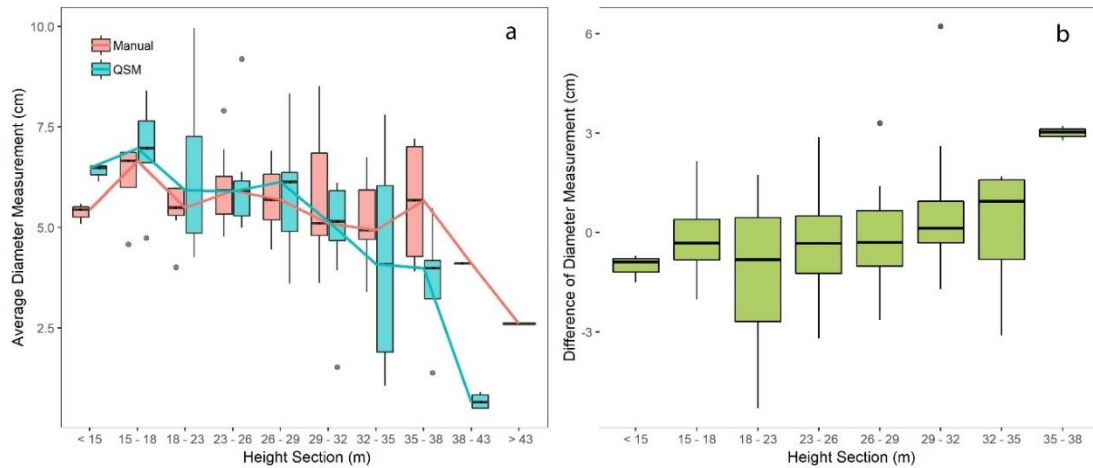 a
Manual
QSM
Average Diameter Measurement (cm)
10.0
7.5
5.0
2.5
< 15
15 - 18
18 - 23
23 - 26
26 - 29
29 - 32
32 - 35
35 - 38
38 - 43
> 43
Height Section (m)
b
Difference of Diameter Measurement (cm)
6
3
0
-3
< 15
15 - 18
18 - 23
23 - 26
26 - 29
29 - 32
32 - 35
35 - 38
Height Section (m)